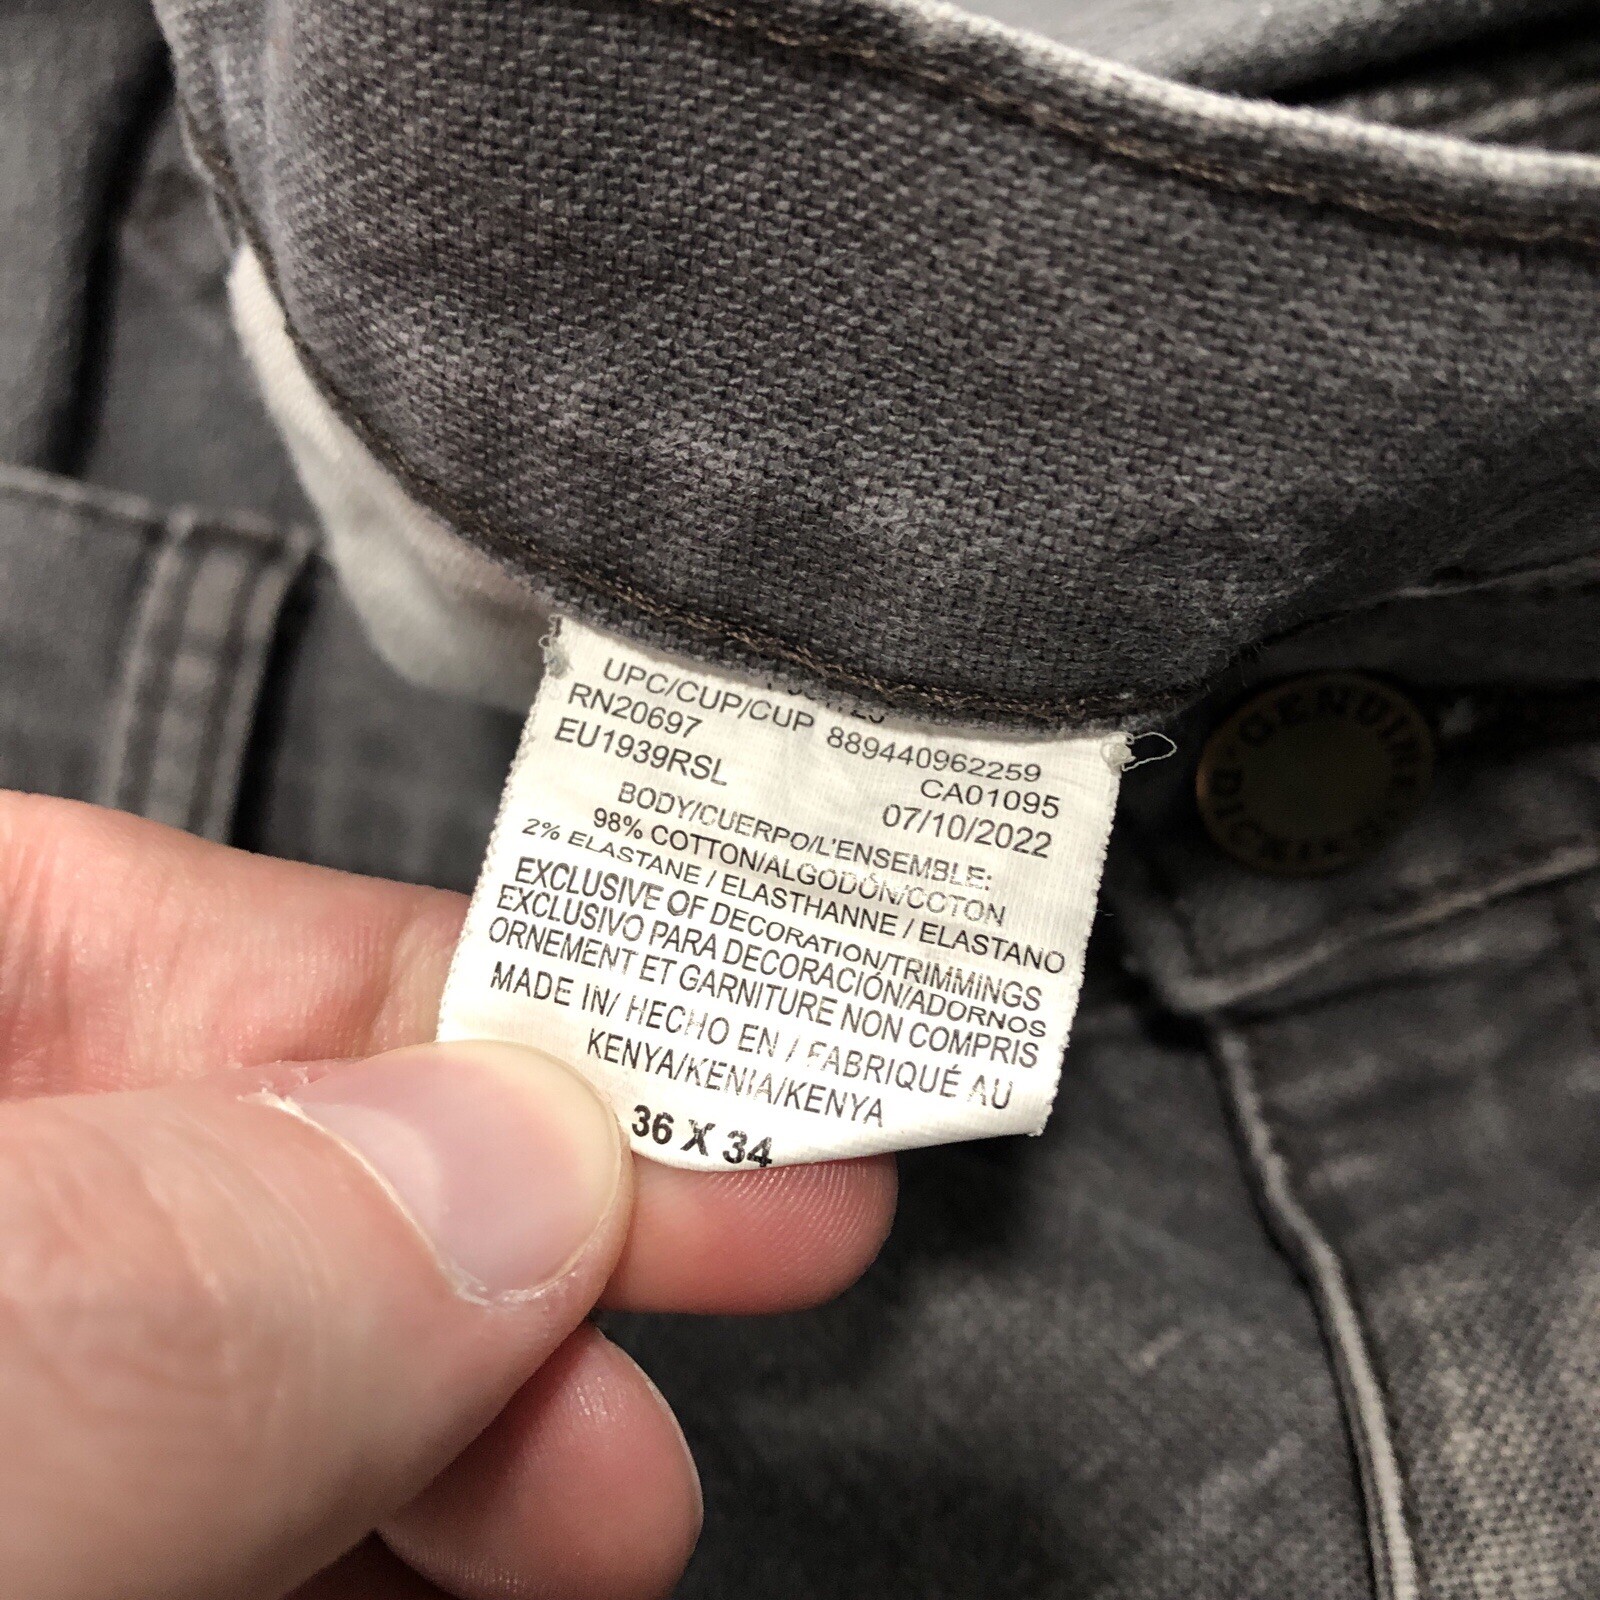 UPC/CUP/CUP 889440962259
RN20697 CA01095
EU1939RSL 07/10/2022
BODY/CUERPO/L'ENSEMBLE:
98% COTTON/ALGODÓN/COTON
2% ELASTANE / ELASTHANNE / ELASTANO
EXCLUSIVE OF DECORATION/TRIMMINGS
EXCLUSIVO PARA DECORACIÓN/ADORNOS
ORNEMENT ET GARNITURE NON COMPRIS
MADE IN/ HECHO EN / FABRIQUÉ AU
KENYA/KENIA/KENYA
36 X 34
GENUINE
DICKIES